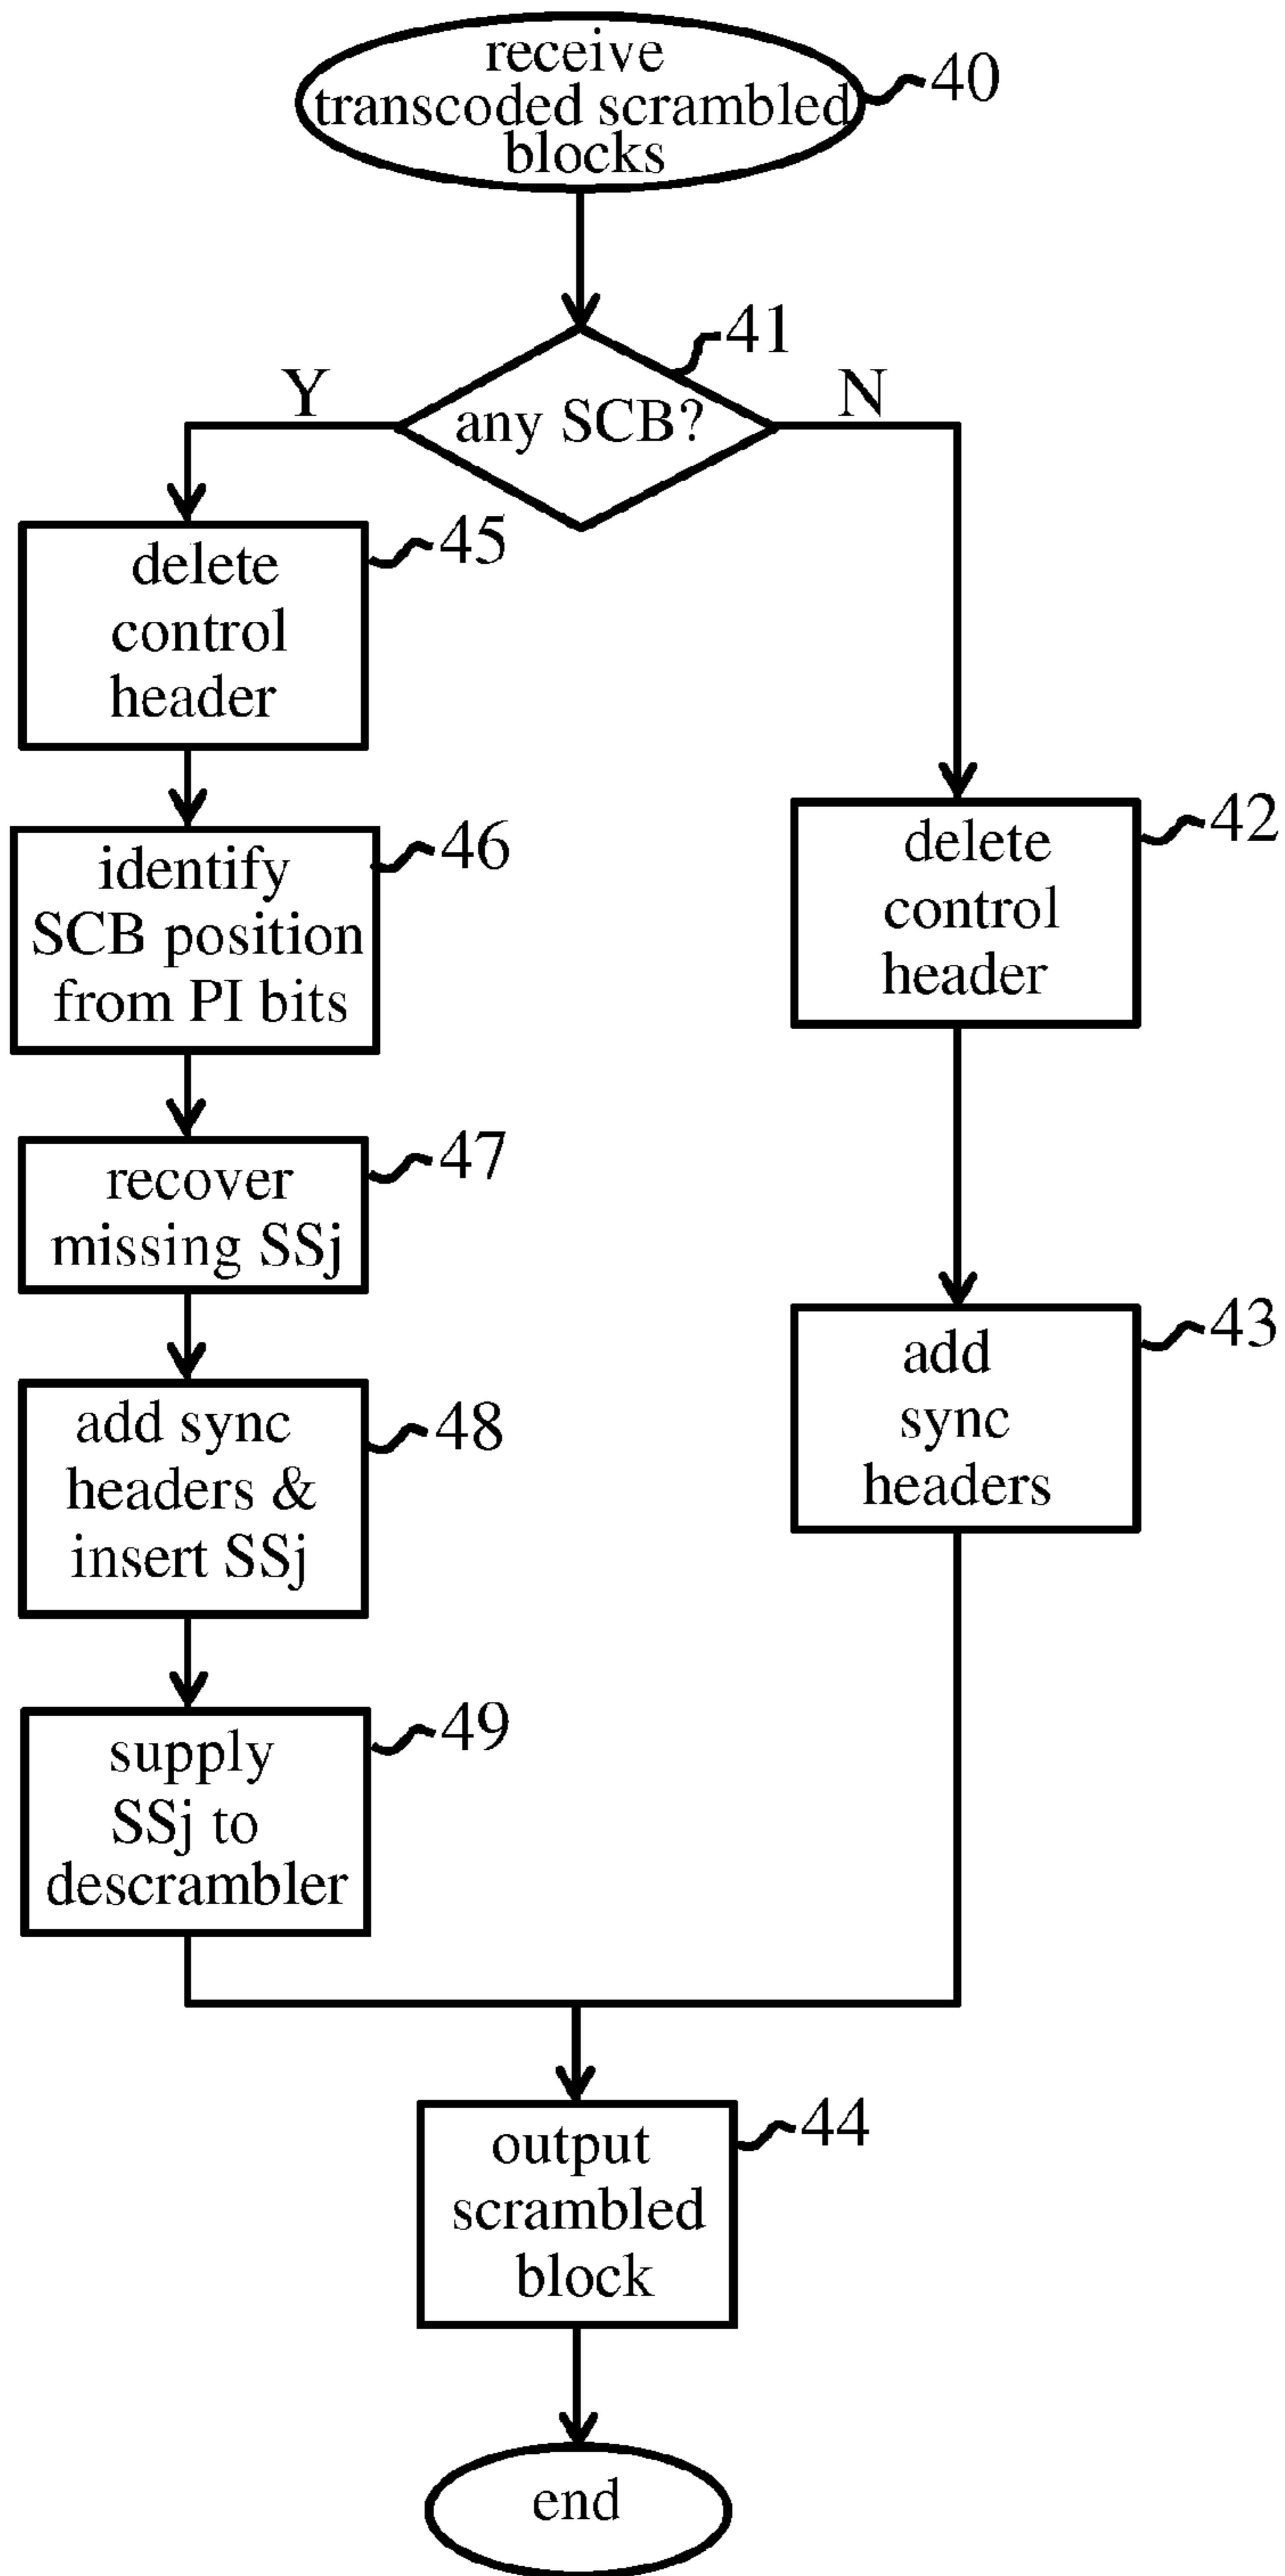 receive
transcoded scrambled
blocks
40
41
any SCB?
Y
N
delete
control
header
45
identify
SCB position
from PI bits
46
recover
missing SSj
47
add sync
headers &
insert SSj
48
supply
SSj to
descrambler
49
delete
control
header
42
add
sync
headers
43
output
scrambled
block
44
end